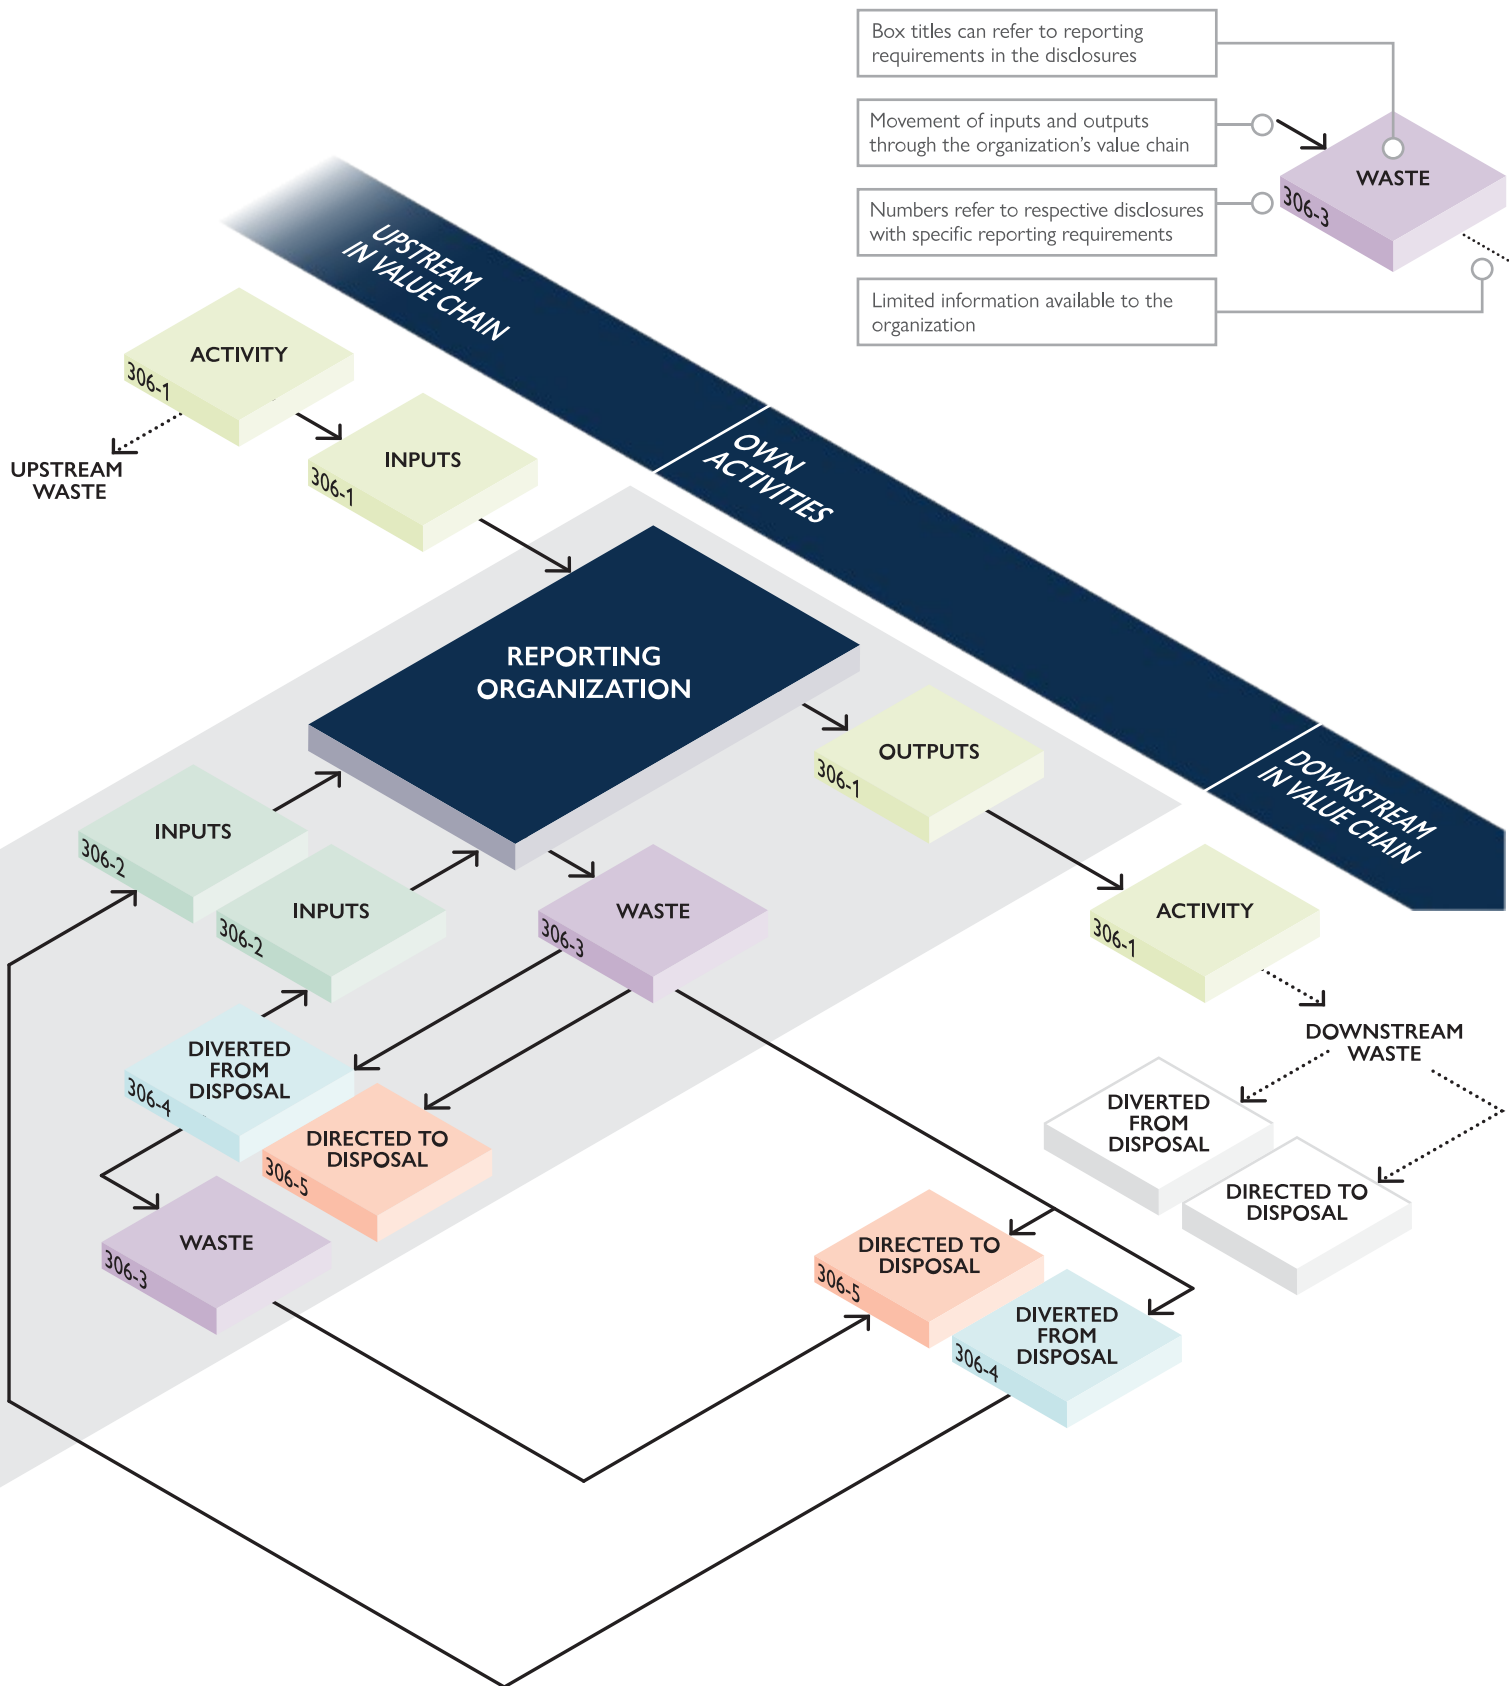 Box titles can refer to reporting
requirements in the disclosures
Movement of inputs and outputs
through the organization's value chain
Numbers refer to respective disclosures
with specific reporting requirements
Limited information available to the
organization
WASTE
306-3
UPSTREAM
IN VALUE CHAIN
OWN
ACTIVITIES
DOWNSTREAM
IN VALUE CHAIN
ACTIVITY
306-1
UPSTREAM
WASTE
INPUTS
306-1
REPORTING
ORGANIZATION
OUTPUTS
306-1
INPUTS
306-2
INPUTS
306-2
WASTE
306-3
ACTIVITY
306-1
DOWNSTREAM
WASTE
DIVERTED
FROM
DISPOSAL
306-4
DIRECTED TO
DISPOSAL
306-5
DIVERTED
FROM
DISPOSAL
DIRECTED TO
DISPOSAL
WASTE
306-3
DIRECTED TO
DISPOSAL
306-5
DIVERTED
FROM
DISPOSAL
306-4